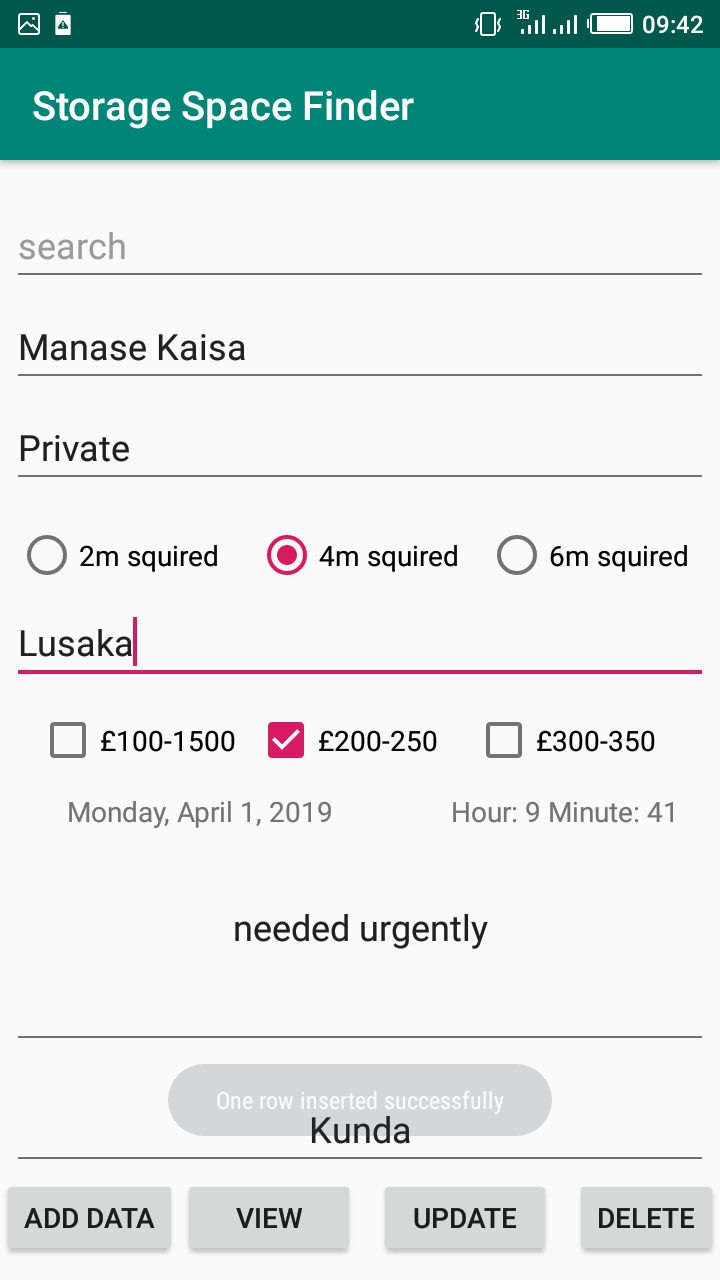 3G 09:42
Storage Space Finder
search
Manase Kaisa
Private
2m squired 4m squired 6m squired
Lusaka
£100-1500 £200-250 £300-350
Monday, April 1, 2019 Hour: 9 Minute: 41
needed urgently
One row inserted successfully
Kunda
ADD DATA VIEW UPDATE DELETE